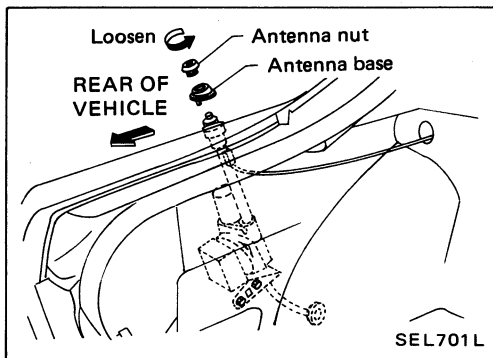 Loosen
Antenna nut
Antenna base
REAR OF
VEHICLE
SEL701L